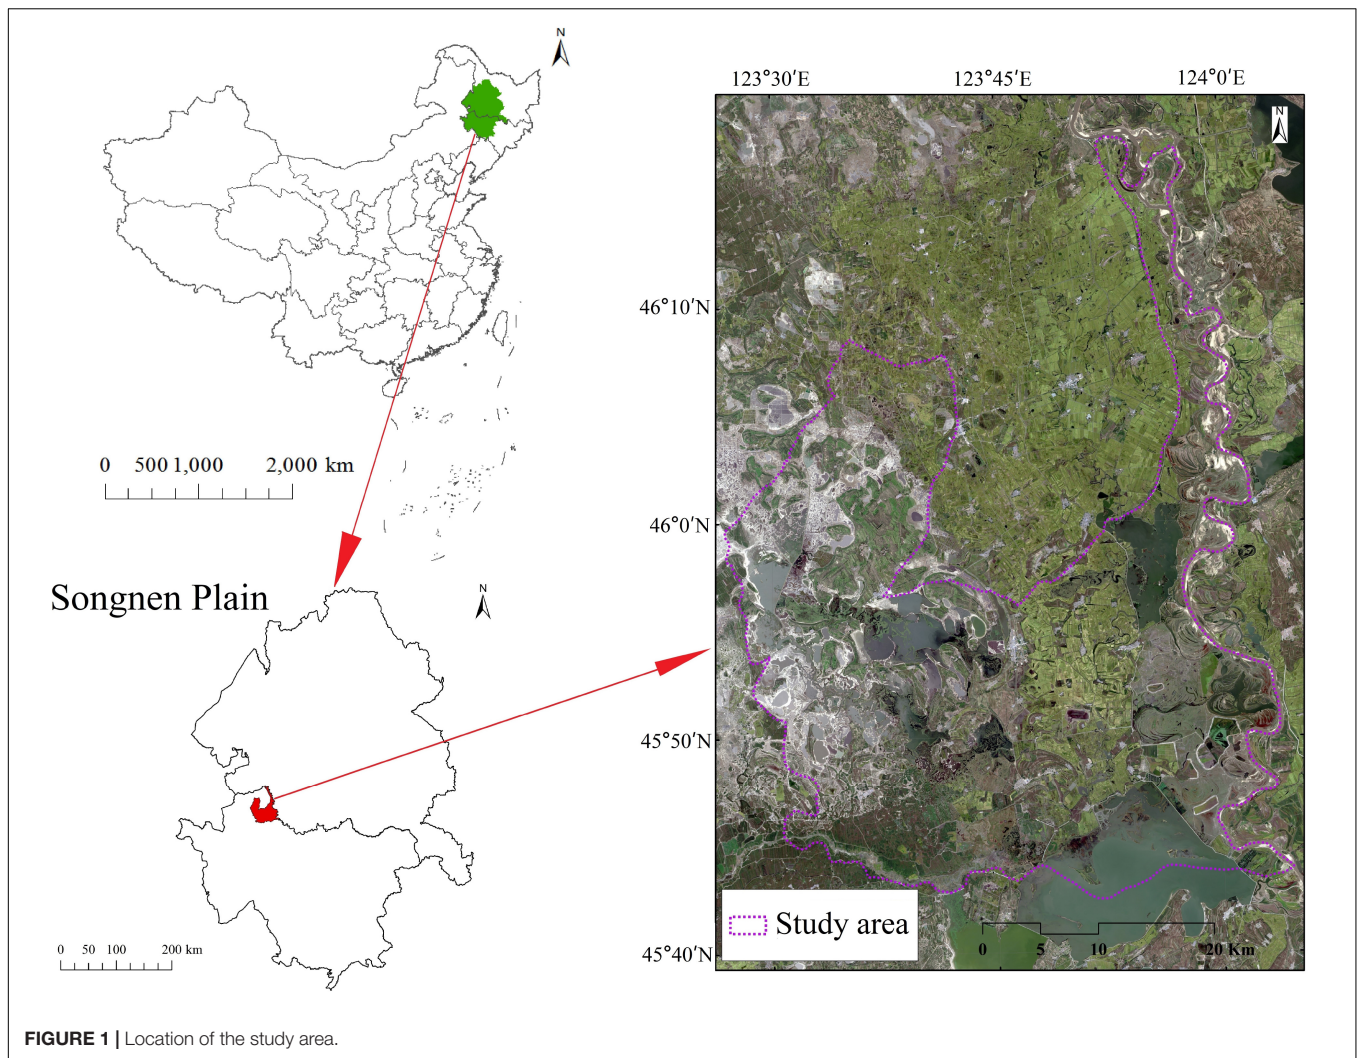 N
0 500 1,000 2,000 km
Songnen Plain
N
0 50 100 200 km
123°30′E 123°45′E 124°0′E
N
46°10′N
46°0′N
45°50′N
45°40′N
Study area
0 5 10 20 Km
FIGURE 1 | Location of the study area.